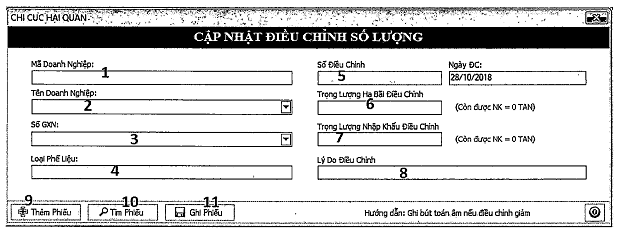 CHI CỤC HẢI QUAN
CẬP NHẬT ĐIỀU CHỈNH SỐ LƯỢNG
Mã Doanh Nghiệp:
1
Tên Doanh Nghiệp:
2
Số GXN:
3
Loại Phế Liệu:
4
Số Điều Chỉnh
5
Ngày ĐC:
28/10/2018
Trọng Lượng Hạ Bãi Điều Chỉnh
6
(Còn được NK = 0 TAN)
Trọng Lượng Nhập Khẩu Điều Chỉnh
7
(Còn được NK = 0 TAN)
Lý Do Điều Chỉnh
8
9 10 11
Thêm Phiếu Tìm Phiếu Ghi Phiếu Hướng dẫn: Ghi bút toán âm nếu điều chỉnh giảm